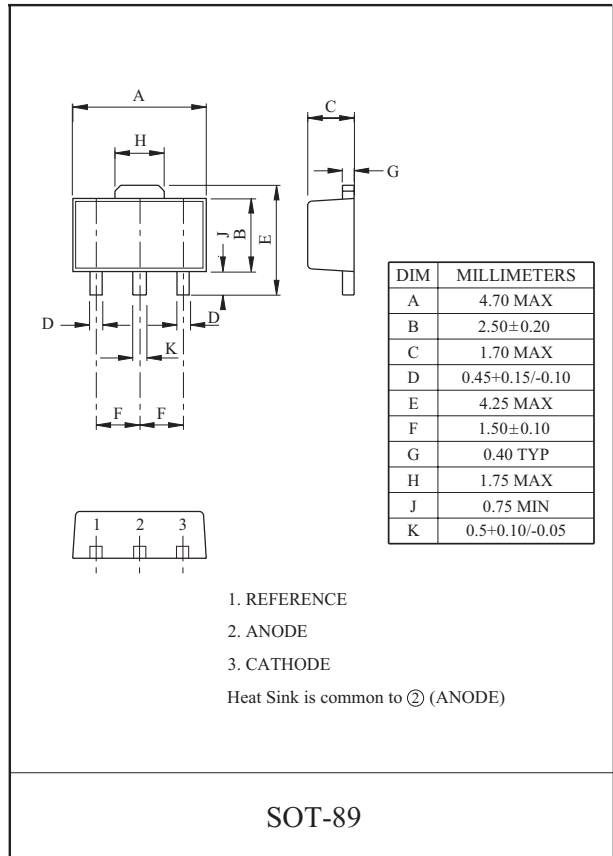 A
H
C
G
J
B
E
D
D
K
F
F
DIM MILLIMETERS
A 4.70 MAX
B 2.50±0.20
C 1.70 MAX
D 0.45+0.15/-0.10
E 4.25 MAX
F 1.50±0.10
G 0.40 TYP
H 1.75 MAX
J 0.75 MIN
K 0.5+0.10/-0.05
1 2 3
1. REFERENCE
2. ANODE
3. CATHODE
Heat Sink is common to ② (ANODE)
SOT-89